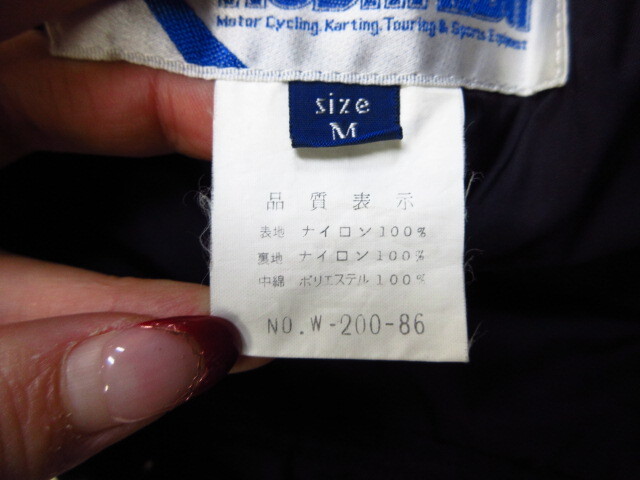 Motor Cycling. Karting. Touring & Sports Equipment
size
M
品質表示
表地 ナイロン100%
裏地 ナイロン100%
中綿 ポリエステル100%
NO.W-200-86